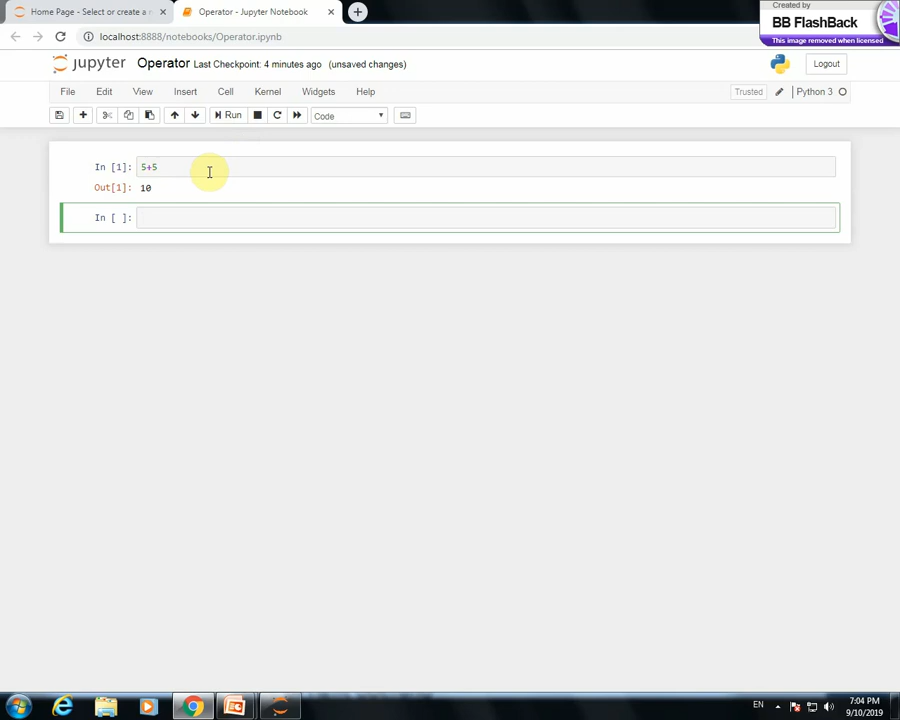 Home Page - Select or create a
Operator - Jupyter Notebook
Created by
BB FlashBack
This image removed when licensed
localhost:8888/notebooks/Operator.ipynb
jupyter Operator Last Checkpoint: 4 minutes ago (unsaved changes)
Logout
File Edit View Insert Cell Kernel Widgets Help
Trusted
Python 3
Run
Code
In [1]: 5+5
Out[1]: 10
In [ ]:
EN
7:04 PM
9/10/2019